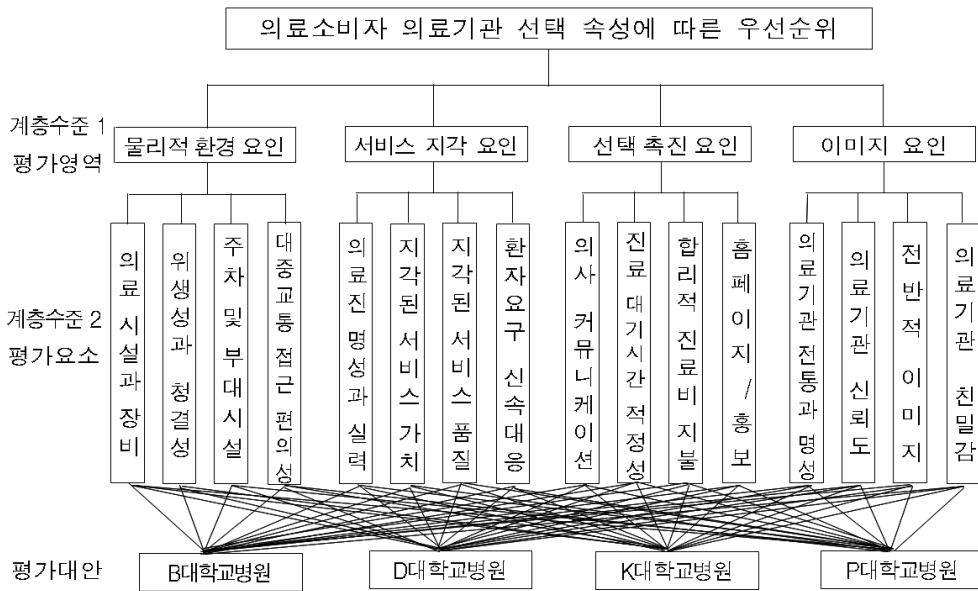 의료소비자 의료기관 선택 속성에 따른 우선순위
계층수준 1
평가영역
물리적 환경 요인
서비스 지각 요인
선택 촉진 요인
이미지 요인
계층수준 2
평가요소
의료 시설과 장비
위생성과 청결성
주차 및 부대시설
대중교통 접근 편의성
의료진 명성과 실력
지각된 서비스 가치
지각된 서비스 품질
환자요구 신속대응
의사 커뮤니케이션
진료 대기시간 적정성
합리적 진료비 지불
홈페이지/홍보
의료기관 전통과 명성
의료기관 신뢰도
전반적 이미지
의료기관 친밀감
평가대안
B대학교병원
D대학교병원
K대학교병원
P대학교병원